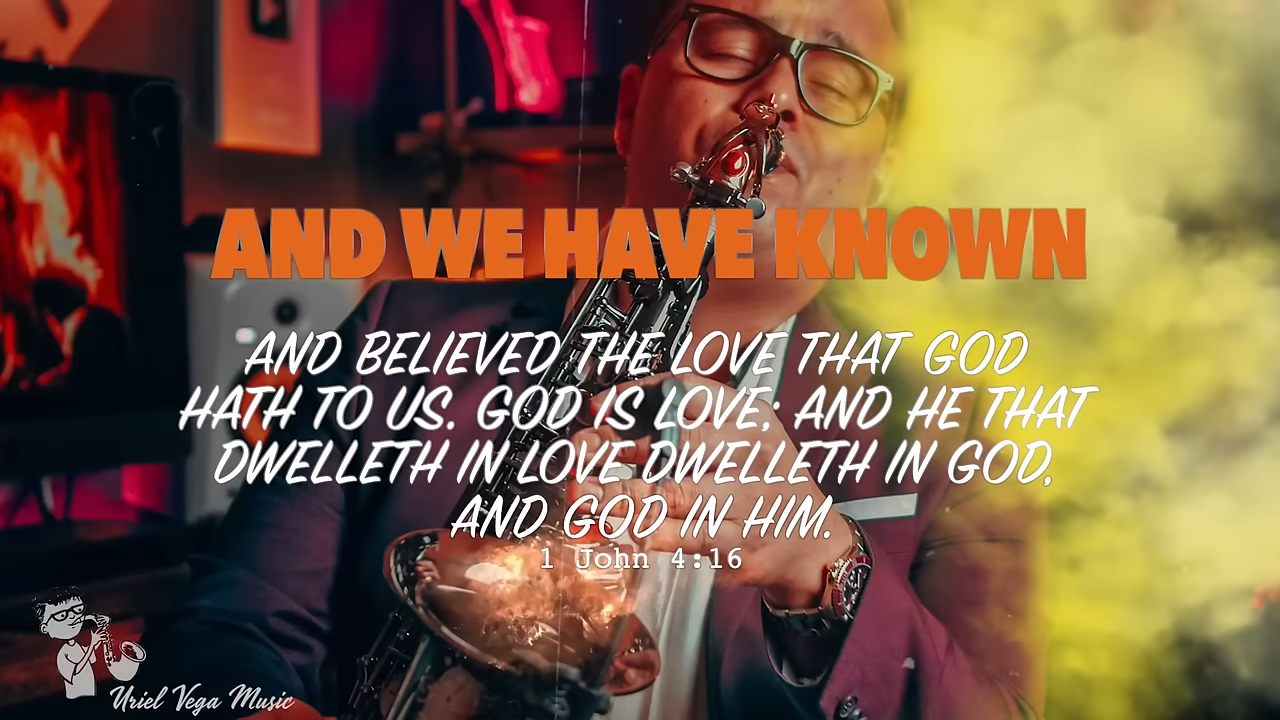 AND WE HAVE KNOWN
AND BELIEVED THE LOVE THAT GOD
HATH TO US. GOD IS LOVE; AND HE THAT
DWELLETH IN LOVE DWELLETH IN GOD,
AND GOD IN HIM.
1 John 4:16
Uriel Vega Music